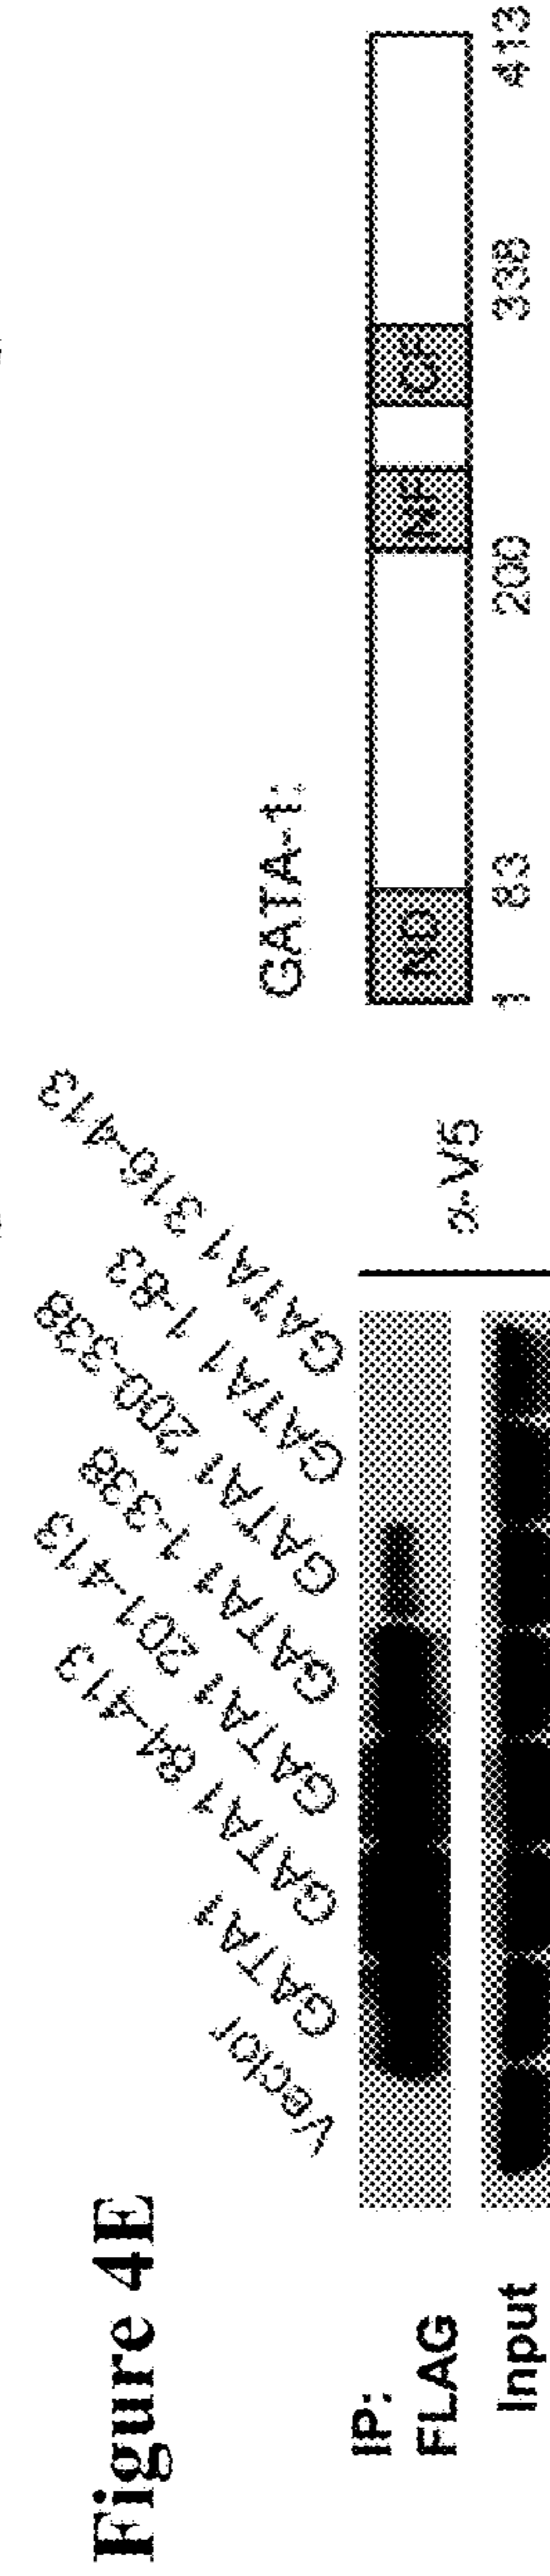 Figure 4E
Vector
GATA1
GATA1 84-413
GATA1 201-413
GATA1 1-338
GATA1 200-338
GATA1 1-83
GATA1 316-413
IP:
FLAG
Input
α-V5
GATA-1:
ND
NF
CF
1
83
200
338
413